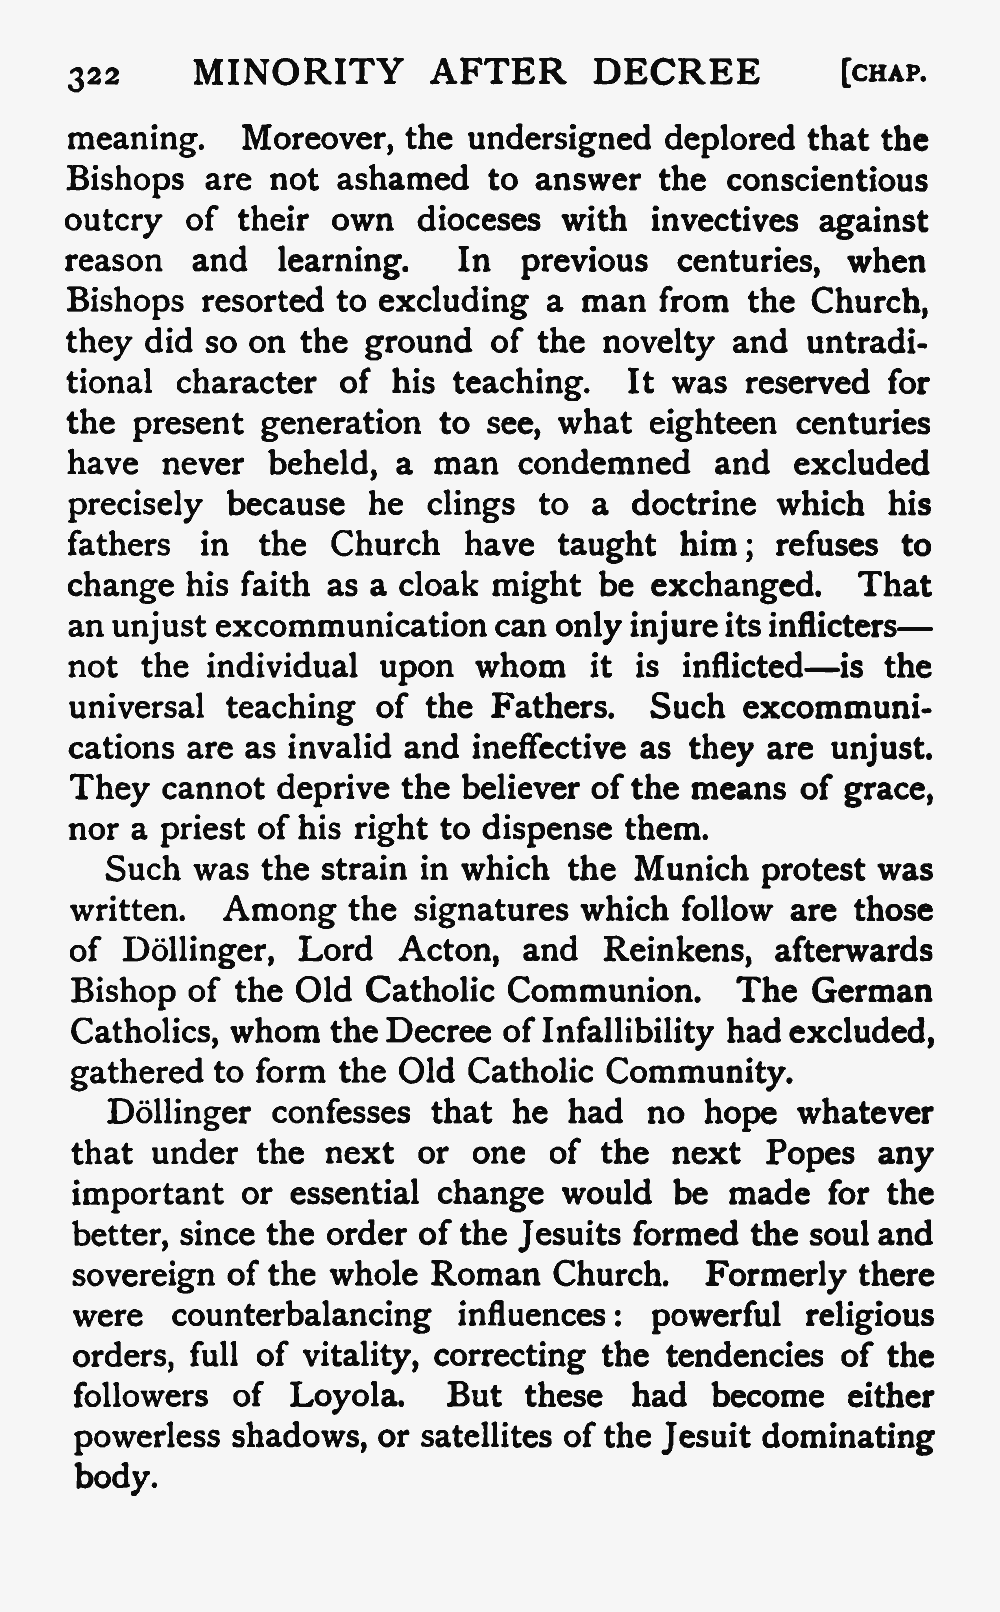 322 MINORITY AFTER DECREE [CHAP.
meaning. Moreover, the undersigned deplored that the
Bishops are not ashamed to answer the conscientious
outcry of their own dioceses with invectives against
reason and learning. In previous centuries, when
Bishops resorted to excluding a man from the Church,
they did so on the ground of the novelty and untradi-
tional character of his teaching. It was reserved for
the present generation to see, what eighteen centuries
have never beheld, a man condemned and excluded
precisely because he clings to a doctrine which his
fathers in the Church have taught him; refuses to
change his faith as a cloak might be exchanged. That
an unjust excommunication can only injure its inflicters—
not the individual upon whom it is inflicted—is the
universal teaching of the Fathers. Such excommuni-
cations are as invalid and ineffective as they are unjust.
They cannot deprive the believer of the means of grace,
nor a priest of his right to dispense them.
Such was the strain in which the Munich protest was
written. Among the signatures which follow are those
of Döllinger, Lord Acton, and Reinkens, afterwards
Bishop of the Old Catholic Communion. The German
Catholics, whom the Decree of Infallibility had excluded,
gathered to form the Old Catholic Community.
Döllinger confesses that he had no hope whatever
that under the next or one of the next Popes any
important or essential change would be made for the
better, since the order of the Jesuits formed the soul and
sovereign of the whole Roman Church. Formerly there
were counterbalancing influences: powerful religious
orders, full of vitality, correcting the tendencies of the
followers of Loyola. But these had become either
powerless shadows, or satellites of the Jesuit dominating
body.